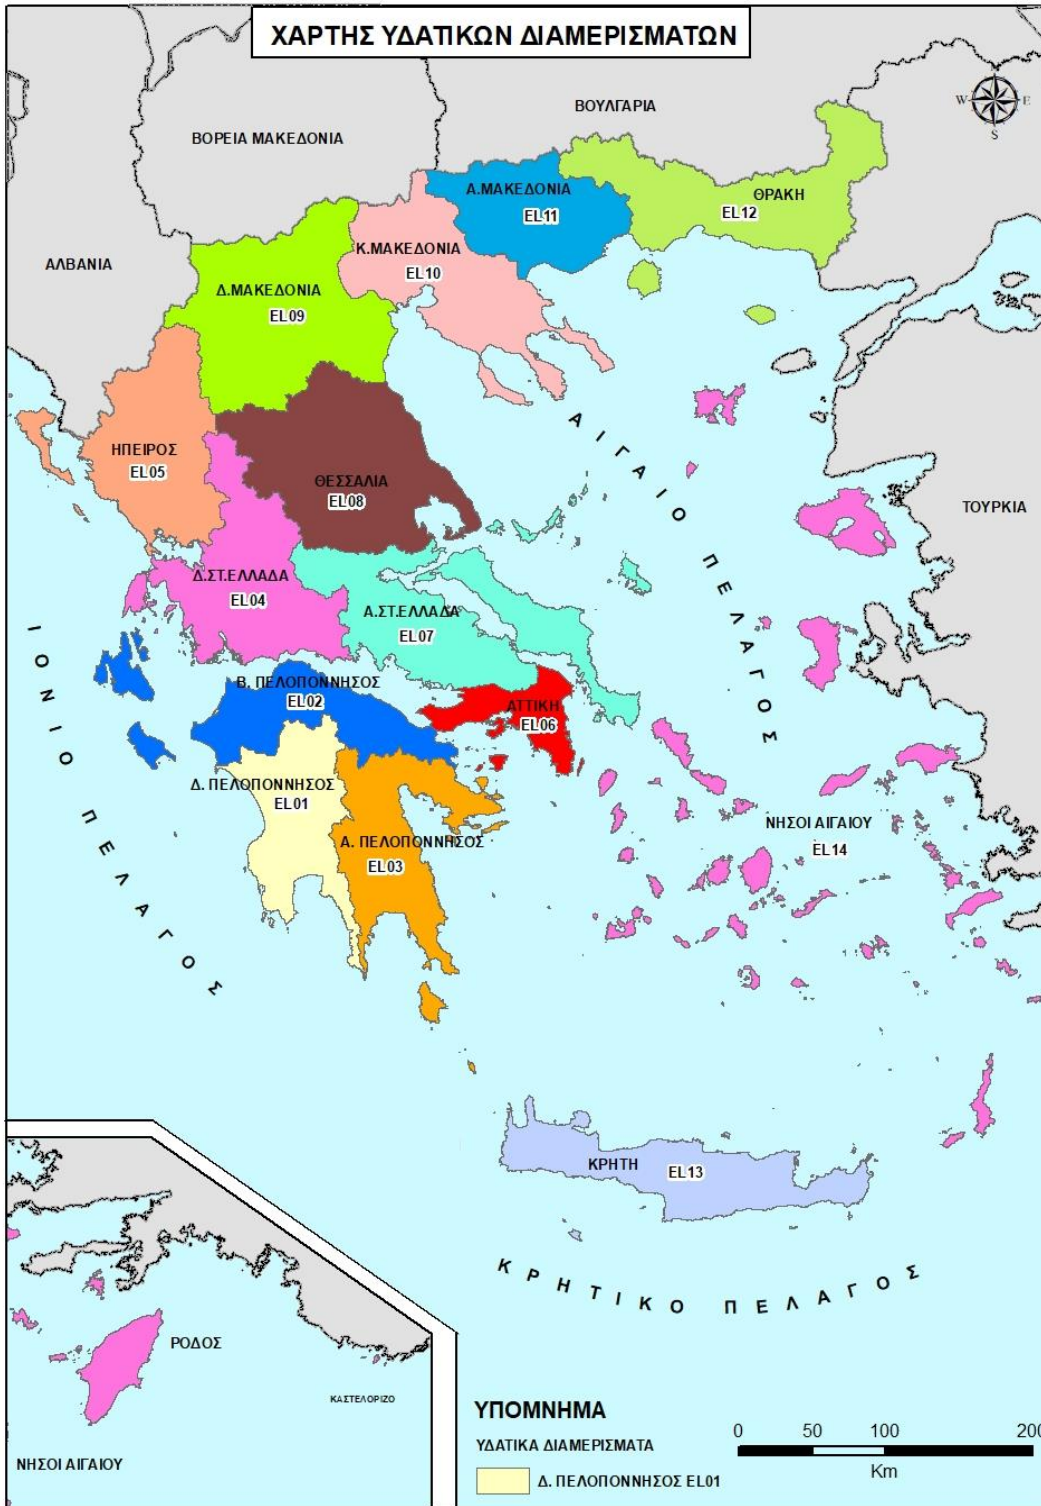 ΧΑΡΤΗΣ ΥΔΑΤΙΚΩΝ ΔΙΑΜΕΡΙΣΜΑΤΩΝ
ΒΟΥΛΓΑΡΙΑ
W E
S
ΒΟΡΕΙΑ ΜΑΚΕΔΟΝΙΑ
Α.ΜΑΚΕΔΟΝΙΑ
EL11
ΘΡΑΚΗ
EL12
Κ.ΜΑΚΕΔΟΝΙΑ
EL10
ΑΛΒΑΝΙΑ
Δ.ΜΑΚΕΔΟΝΙΑ
EL09
ΗΠΕΙΡΟΣ
EL05
ΘΕΣΣΑΛΙΑ
EL08
ΑΙΓΑΙΟ ΠΕΛΑΓΟΣ
ΤΟΥΡΚΙΑ
Δ.ΣΤ.ΕΛΛΑΔΑ
EL04
Α.ΣΤ.ΕΛΛΑΔΑ
EL07
ΙΟΝΙΟ ΠΕΛΑΓΟΣ
Β. ΠΕΛΟΠΟΝΝΗΣΟΣ
EL02
ΑΤΤΙΚΗ
EL06
Δ. ΠΕΛΟΠΟΝΝΗΣΟΣ
EL01
Α. ΠΕΛΟΠΟΝΝΗΣΟΣ
EL03
ΝΗΣΟΙ ΑΙΓΑΙΟΥ
EL14
ΚΡΗΤΗ EL13
ΚΡΗΤΙΚΟ ΠΕΛΑΓΟΣ
ΡΟΔΟΣ
ΚΑΣΤΕΛΟΡΙΖΟ
ΝΗΣΟΙ ΑΙΓΑΙΟΥ
ΥΠΟΜΝΗΜΑ
ΥΔΑΤΙΚΑ ΔΙΑΜΕΡΙΣΜΑΤΑ
Δ. ΠΕΛΟΠΟΝΝΗΣΟΣ EL01
0 50 100 200
Km